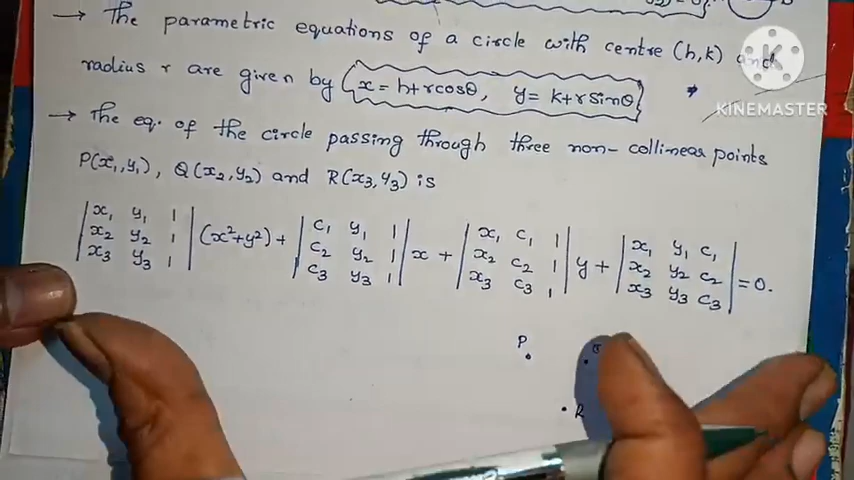 → The parametric equations of a circle with centre (h,k) and
radius r are given by x = h+rcosθ, y = k+rsinθ
→ The eq. of the circle passing through three non-collinear points
P(x₁,y₁), Q(x₂,y₂) and R(x₃,y₃) is
|x₁ y₁ 1| |c₁ y₁ 1| |x₁ c₁ 1| |x₁ y₁ c₁|
|x₂ y₂ 1| (x²+y²) + |c₂ y₂ 1| x + |x₂ c₂ 1| y + |x₂ y₂ c₂| = 0.
|x₃ y₃ 1| |c₃ y₃ 1| |x₃ c₃ 1| |x₃ y₃ c₃|
P
R
KINEMASTER